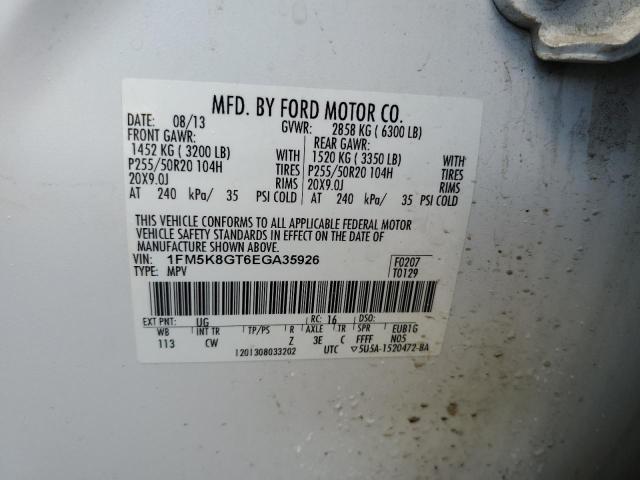 MFD. BY FORD MOTOR CO.
DATE: 08/13 GVWR: 2858 KG ( 6300 LB)
FRONT GAWR: REAR GAWR:
1452 KG ( 3200 LB) WITH 1520 KG ( 3350 LB) WITH
P255/50R20 104H TIRES P255/50R20 104H TIRES
20X9.0J RIMS 20X9.0J RIMS
AT 240 kPa/ 35 PSI COLD AT 240 kPa/ 35 PSI COLD
THIS VEHICLE CONFORMS TO ALL APPLICABLE FEDERAL MOTOR
VEHICLE SAFETY STANDARDS IN EFFECT ON THE DATE OF
MANUFACTURE SHOWN ABOVE.
VIN: 1FM5K8GT6EGA35926 F0207
TYPE: MPV T0129
EXT PNT: UG RC: 16 DSO:
WB INT TR TP/PS R AXLE TR SPR EUBTG
113 CW Z 3E C FFFF N05
1201308033202 UTC ▽5U5A-1520472-BA